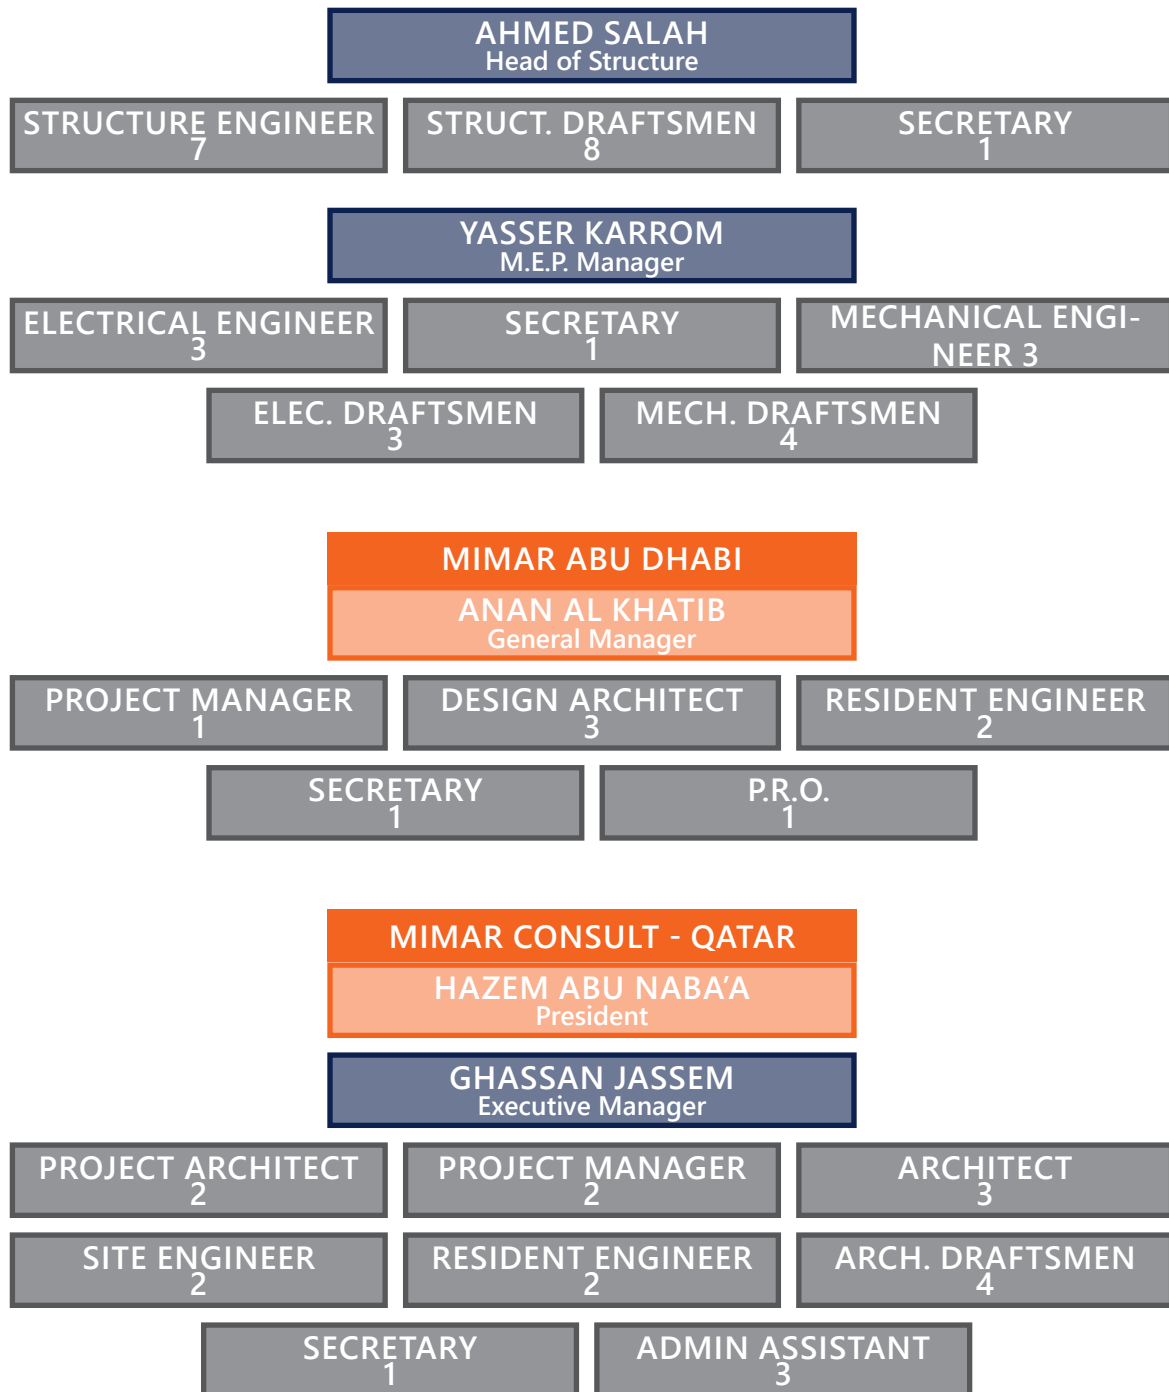 AHMED SALAH
Head of Structure
STRUCTURE ENGINEER
7
STRUCT. DRAFTSMEN
8
SECRETARY
1
YASSER KARROM
M.E.P. Manager
ELECTRICAL ENGINEER
3
SECRETARY
1
MECHANICAL ENGI-
NEER 3
ELEC. DRAFTSMEN
3
MECH. DRAFTSMEN
4
MIMAR ABU DHABI
ANAN AL KHATIB
General Manager
PROJECT MANAGER
1
DESIGN ARCHITECT
3
RESIDENT ENGINEER
2
SECRETARY
1
P.R.O.
1
MIMAR CONSULT - QATAR
HAZEM ABU NABA’A
President
GHASSAN JASSEM
Executive Manager
PROJECT ARCHITECT
2
PROJECT MANAGER
2
ARCHITECT
3
SITE ENGINEER
2
RESIDENT ENGINEER
2
ARCH. DRAFTSMEN
4
SECRETARY
1
ADMIN ASSISTANT
3